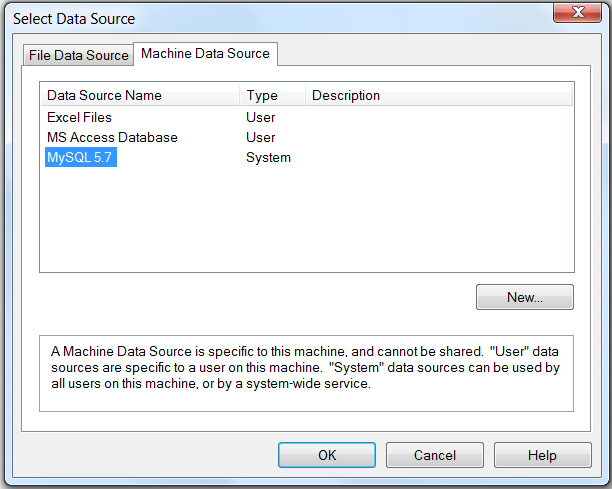 Select Data Source
File Data Source Machine Data Source
Data Source Name Type Description
Excel Files User
MS Access Database User
MySQL 5.7 System
New...
A Machine Data Source is specific to this machine, and cannot be shared. "User" data
sources are specific to a user on this machine. "System" data sources can be used by
all users on this machine, or by a system-wide service.
OK Cancel Help